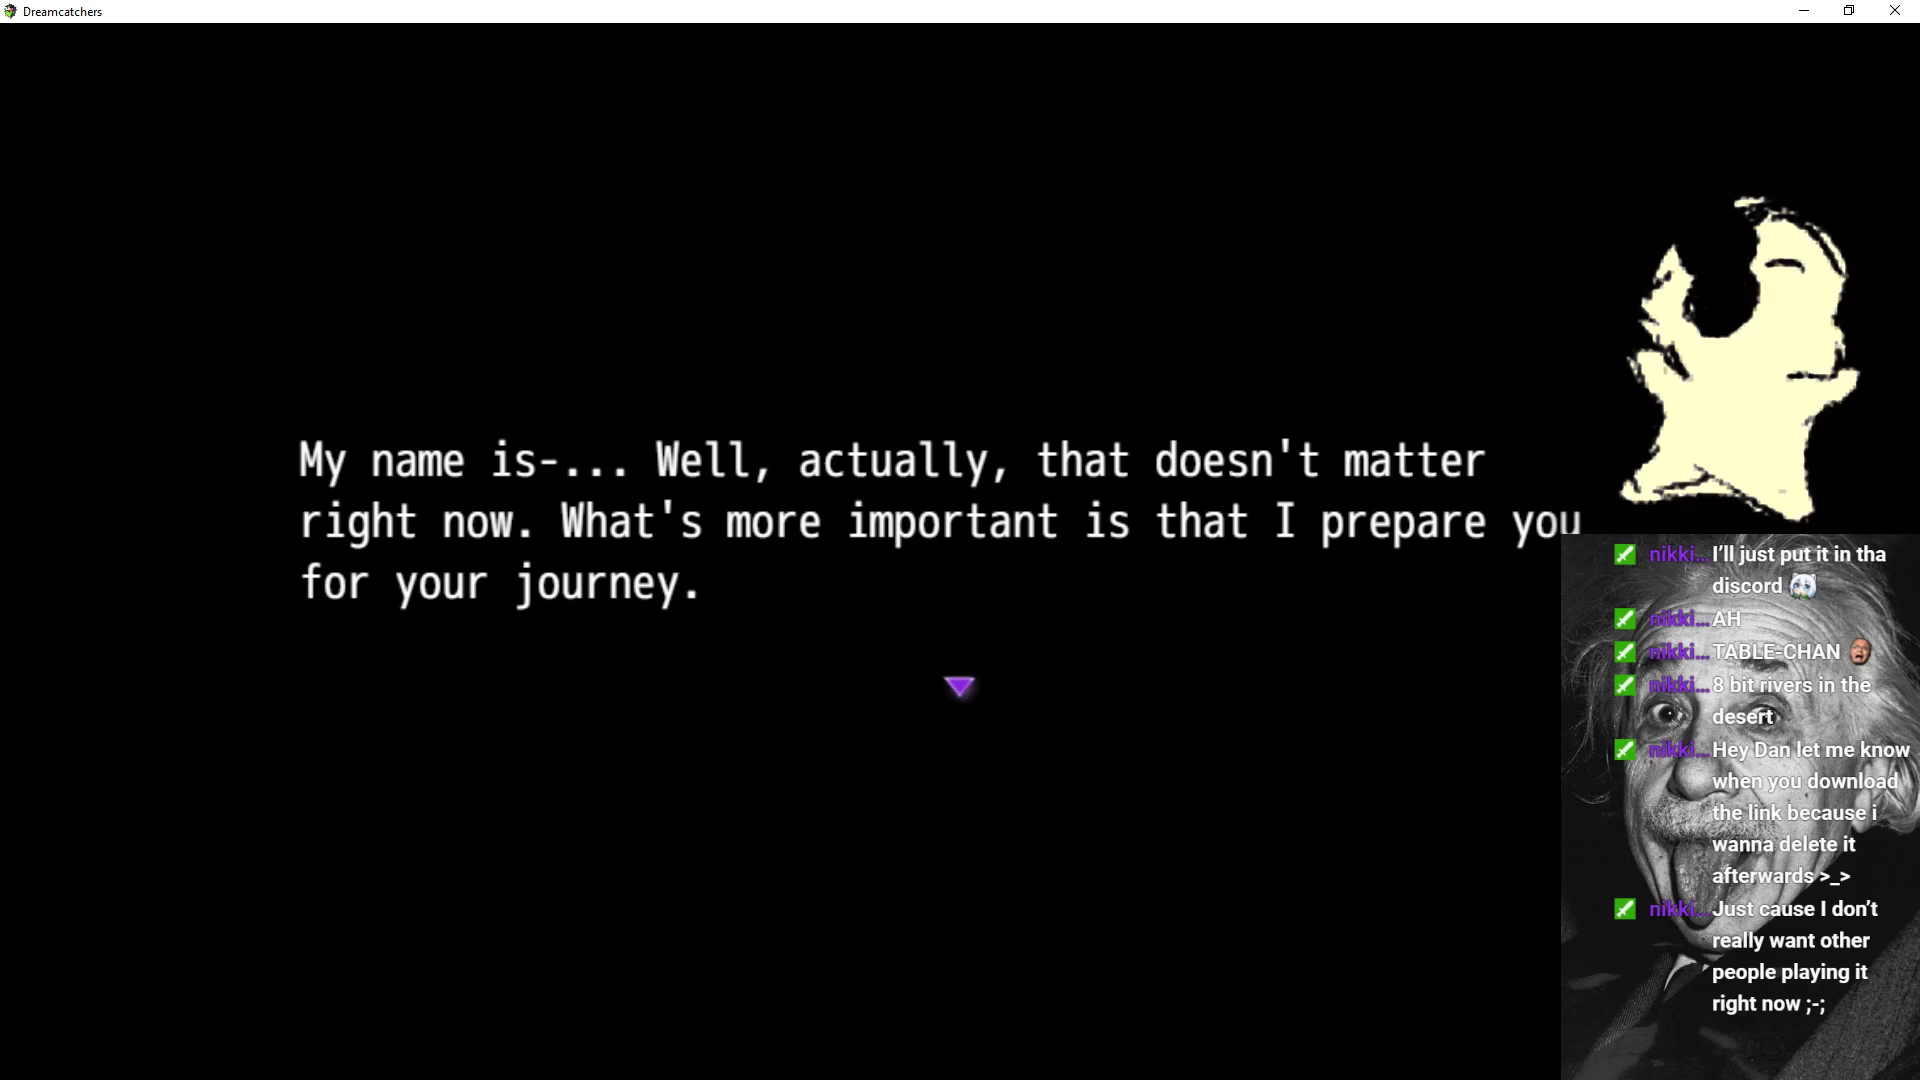 Dreamcatchers
My name is-... Well, actually, that doesn't matter
right now. What's more important is that I prepare you
for your journey.
nikki... I'll just put it in tha
discord
nikki... AH
nikki... TABLE-CHAN
nikki... 8 bit rivers in the
desert
nikki... Hey Dan let me know
when you download
the link because i
wanna delete it
afterwards >_>
nikki... Just cause I don't
really want other
people playing it
right now ;-;